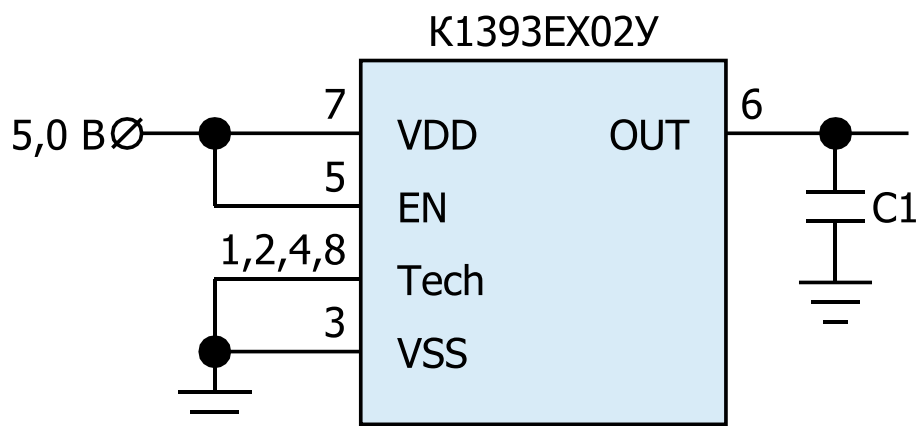 К1393ЕХ02У
7
6
5,0 В
VDD
OUT
5
EN
C1
1,2,4,8
Tech
3
VSS